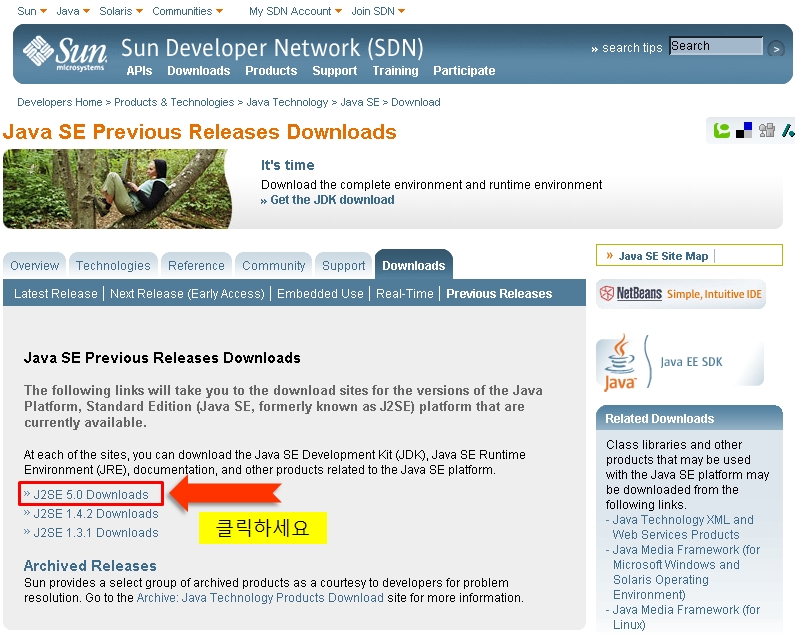 Sun Java Solaris Communities My SDN Account Join SDN
Sun microsystems
Sun Developer Network (SDN)
» search tips Search >
APIs Downloads Products Support Training Participate
Developers Home > Products & Technologies > Java Technology > Java SE > Download
Java SE Previous Releases Downloads
It's time
Download the complete environment and runtime environment
» Get the JDK download
Overview Technologies Reference Community Support Downloads
Latest Release | Next Release (Early Access) | Embedded Use | Real-Time | Previous Releases
Java SE Previous Releases Downloads
The following links will take you to the download sites for the versions of the Java
Platform, Standard Edition (Java SE, formerly known as J2SE) platform that are
currently available.
At each of the sites, you can download the Java SE Development Kit (JDK), Java SE Runtime
Environment (JRE), documentation, and other products related to the Java SE platform.
» J2SE 5.0 Downloads
» J2SE 1.4.2 Downloads
» J2SE 1.3.1 Downloads
클릭하세요
Archived Releases
Sun provides a select group of archived products as a courtesy to developers for problem
resolution. Go to the Archive: Java Technology Products Download site for more information.
» Java SE Site Map |
NetBeans Simple, Intuitive IDE
Java Java EE SDK
Related Downloads
Class libraries and other
products that may be used
with the Java SE platform may
be downloaded from the
following links.
- Java Technology XML and
Web Services Products
- Java Media Framework (for
Microsoft Windows and
Solaris Operating
Environment)
- Java Media Framework (for
Linux)